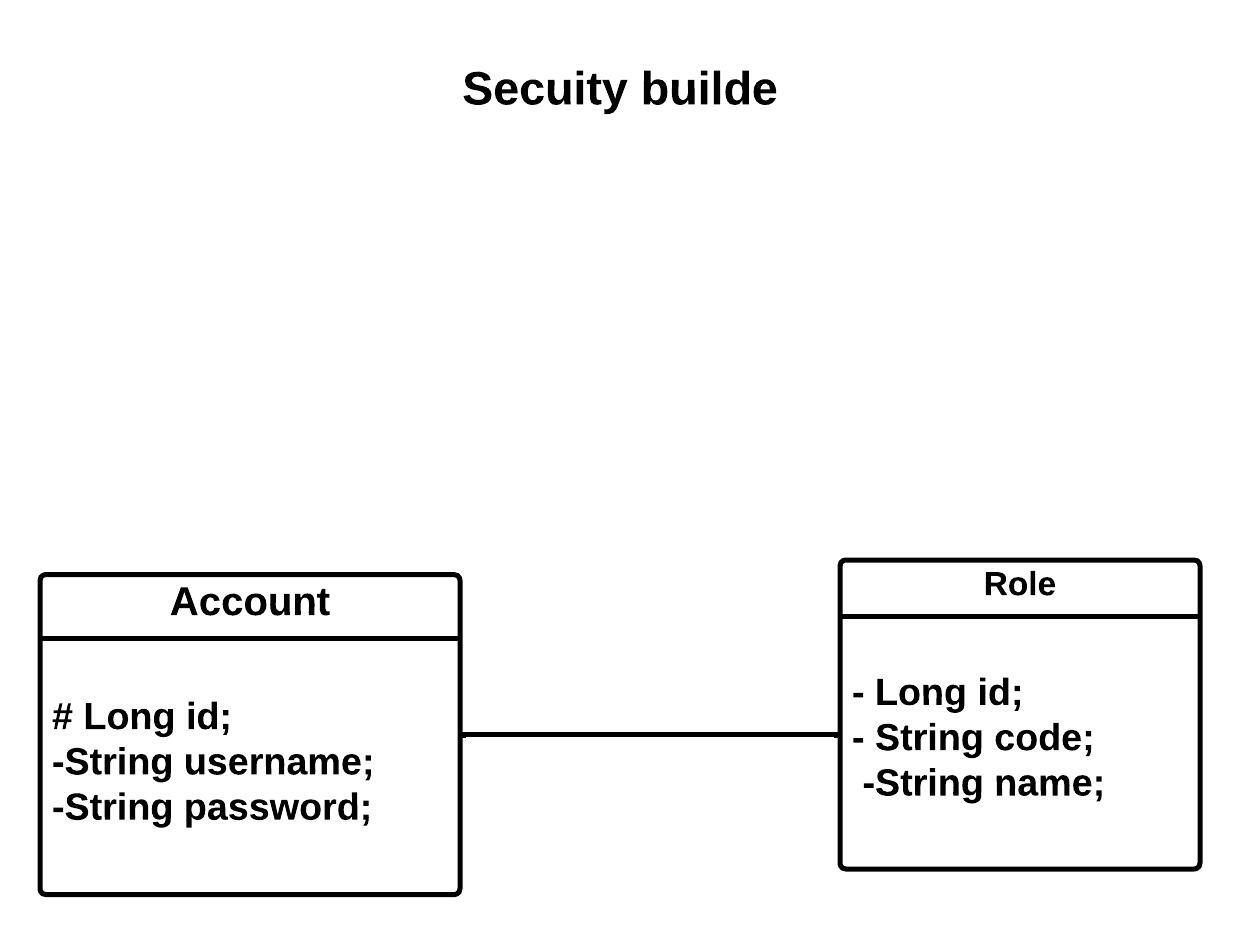 Secuity builde
Account
# Long id;
-String username;
-String password;
Role
- Long id;
- String code;
-String name;